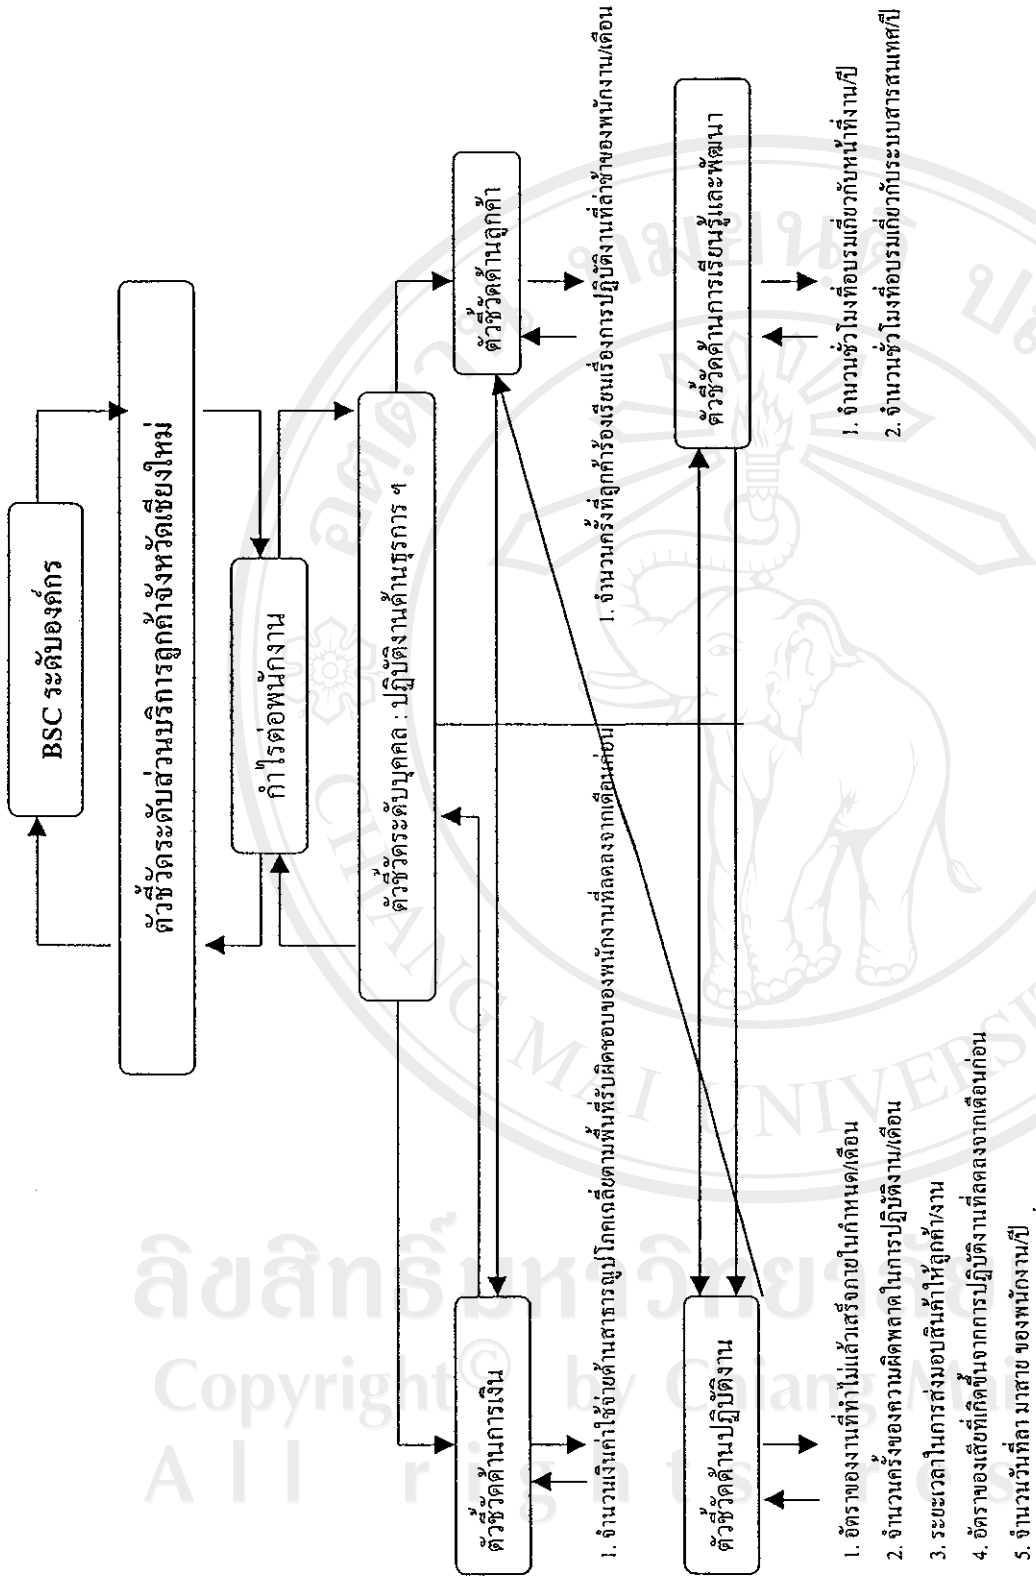 BSC ระดับองค์กร
ตัวชี้วัดระดับส่วนบริการลูกค้าจังหวัดเชียงใหม่
กำไรต่อพนักงาน
ตัวชี้วัดระดับบุคคล : ปฏิบัติงานด้านธุรการ ฯ
ตัวชี้วัดด้านการเงิน
ตัวชี้วัดด้านลูกค้า
1. จำนวนเงินค่าใช้จ่ายด้านสาธารณูปโภคเฉลี่ยตามพื้นที่รับผิดชอบของพนักงานที่ลดลงจากเดือนก่อน
1. จำนวนครั้งที่ลูกค้าร้องเรียนเรื่องการปฏิบัติงานที่ล่าช้าของพนักงาน/เดือน
ตัวชี้วัดด้านปฏิบัติงาน
ตัวชี้วัดด้านการเรียนรู้และพัฒนา
1. อัตราของงานที่ทำไม่แล้วเสร็จภายในกำหนด/เดือน
2. จำนวนครั้งของความผิดพลาดในการปฏิบัติงาน/เดือน
3. ระยะเวลาในการส่งมอบสินค้าให้ลูกค้า/งาน
4. อัตราของเสียที่เกิดขึ้นจากการปฏิบัติงานที่ลดลงจากเดือนก่อน
5. จำนวนวันที่ลา มาสาย ของพนักงาน/ปี
1. จำนวนชั่วโมงที่อบรมเกี่ยวกับหน้าที่งาน/ปี
2. จำนวนชั่วโมงที่อบรมเกี่ยวกับระบบสารสนเทศ/ปี
CHIANG MAI UNIVERSI
ลิขสิทธิ์มหาวิทยาลั
Copyright © by Chiang Mai
All rights res